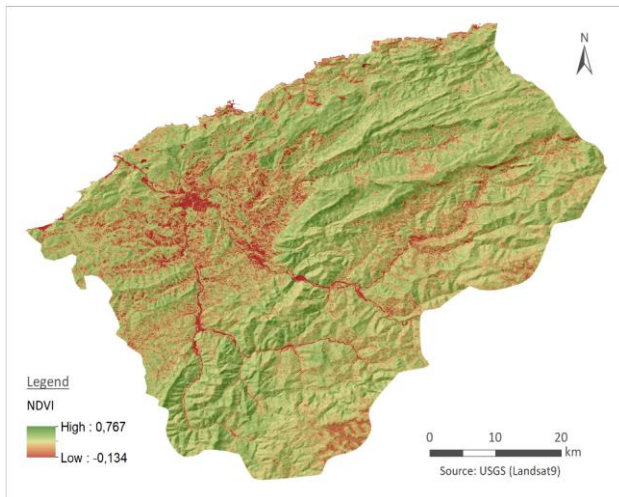 N
Legend
NDVI
High : 0,767
Low : -0,134
0 10 20
km
Source: USGS (Landsat9)